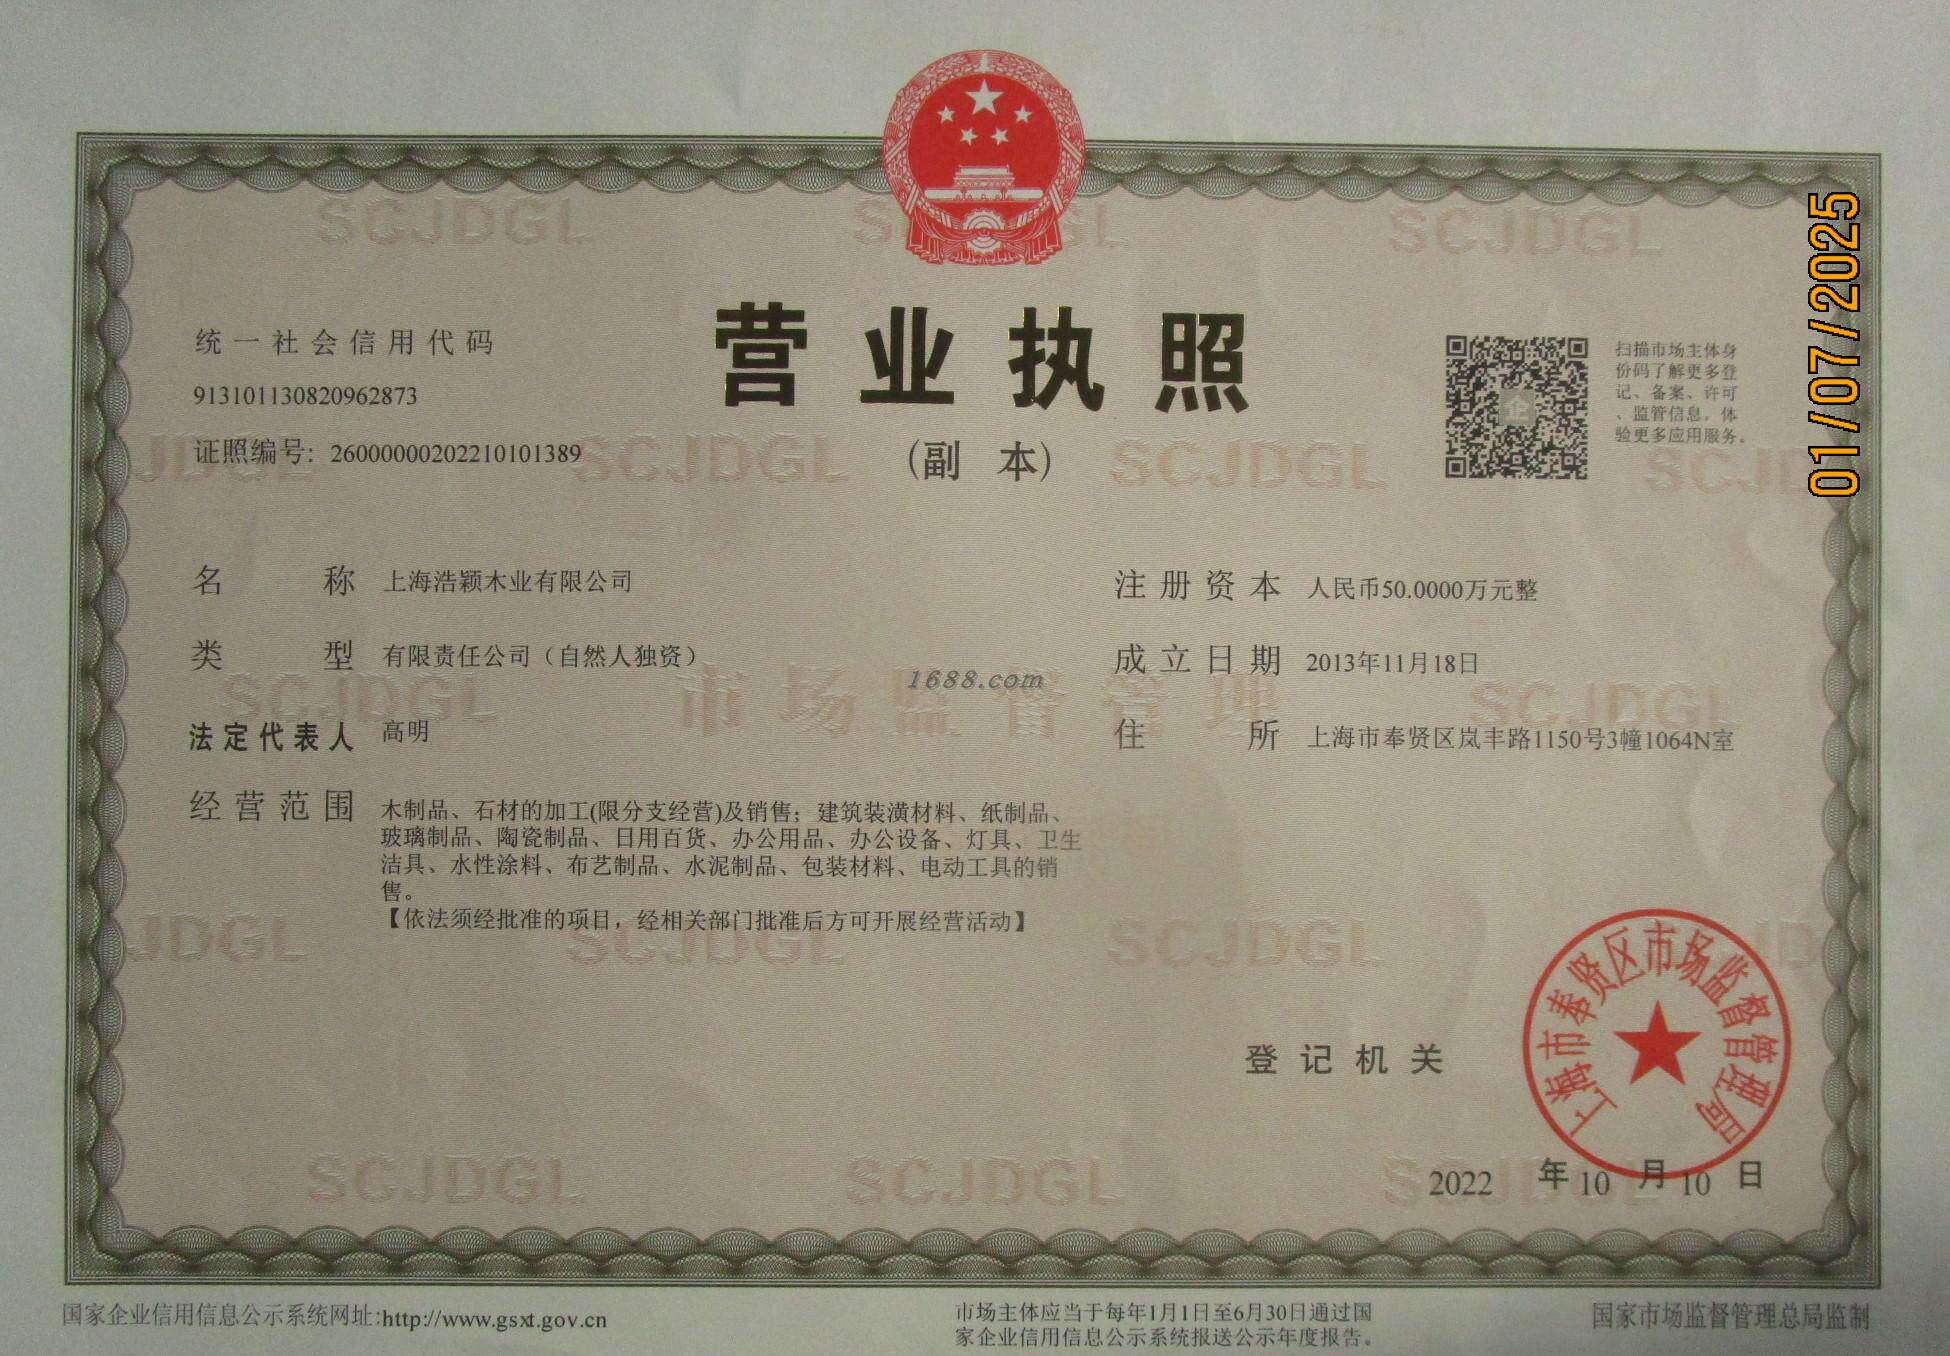 SCJDGL
SCJDGL
SCJDGL
01/07/2025
营业执照
(副 本)
统一社会信用代码
913101130820962873
证照编号: 26000000202210101389
扫描市场主体身
份码了解更多登
记、备案、许可
、监管信息,体
验更多应用服务。
JDGL
SCJDGL
SCJDGL
SCJD
名 称 上海浩颖木业有限公司
注册资本 人民币50.0000万元整
类 型 有限责任公司(自然人独资)
成立日期 2013年11月18日
1688.com
市场监督管理
SCJDGL
SCJDGL
法定代表人 高明
住 所 上海市奉贤区岚丰路1150号3幢1064N室
经营范围 木制品、石材的加工(限分支经营)及销售;建筑装潢材料、纸制品、
玻璃制品、陶瓷制品、日用百货、办公用品、办公设备、灯具、卫生
洁具、水性涂料、布艺制品、水泥制品、包装材料、电动工具的销
售。
【依法须经批准的项目,经相关部门批准后方可开展经营活动】
JDGL
SCJDGL
SCJDGL
JD
登记机关
上海市奉贤区市场监督管理局
2022 年 10 月 10 日
SCJDGL
SCJDGL
SCJDGL
国家企业信用信息公示系统网址:http://www.gsxt.gov.cn
市场主体应当于每年1月1日至6月30日通过国
家企业信用信息公示系统报送公示年度报告。
国家市场监督管理总局监制